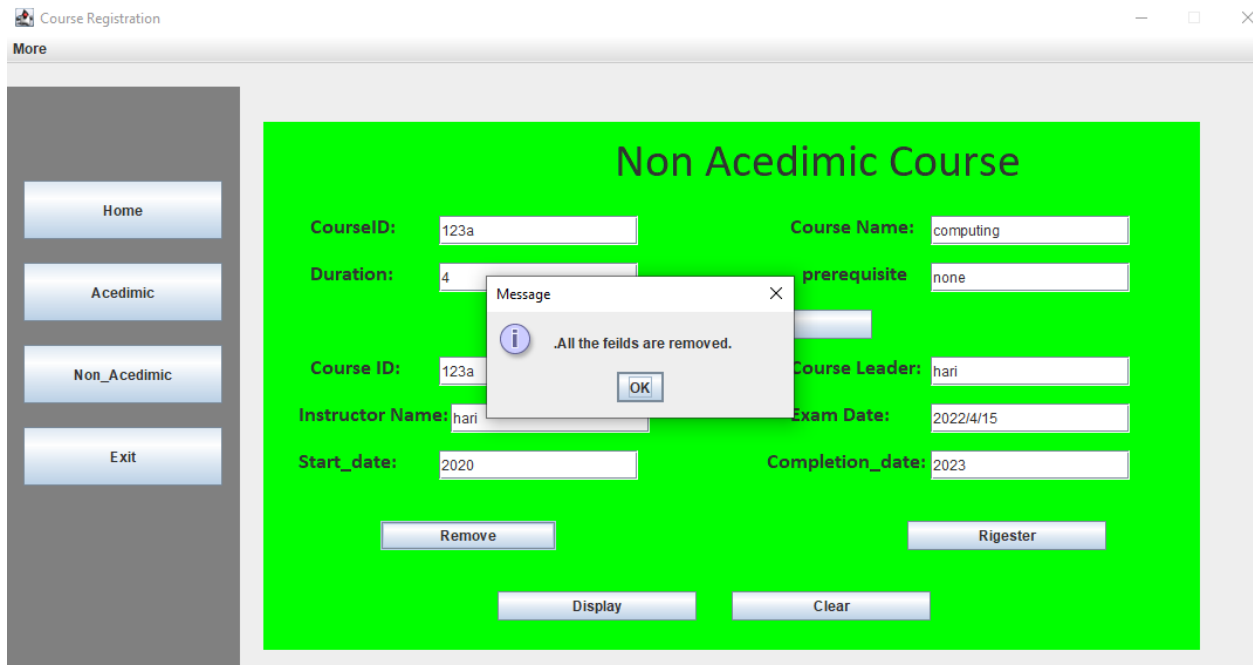 Course Registration
More
Non Acedimic Course
Home
CourseID: 123a Course Name: computing
Duration: 4 prerequisite none
Acedimic
Message
.All the feilds are removed.
OK
Non_Acedimic
Course ID: 123a Course Leader: hari
Instructor Name: hari Exam Date: 2022/4/15
Exit
Start_date: 2020 Completion_date: 2023
Remove Rigester
Display Clear